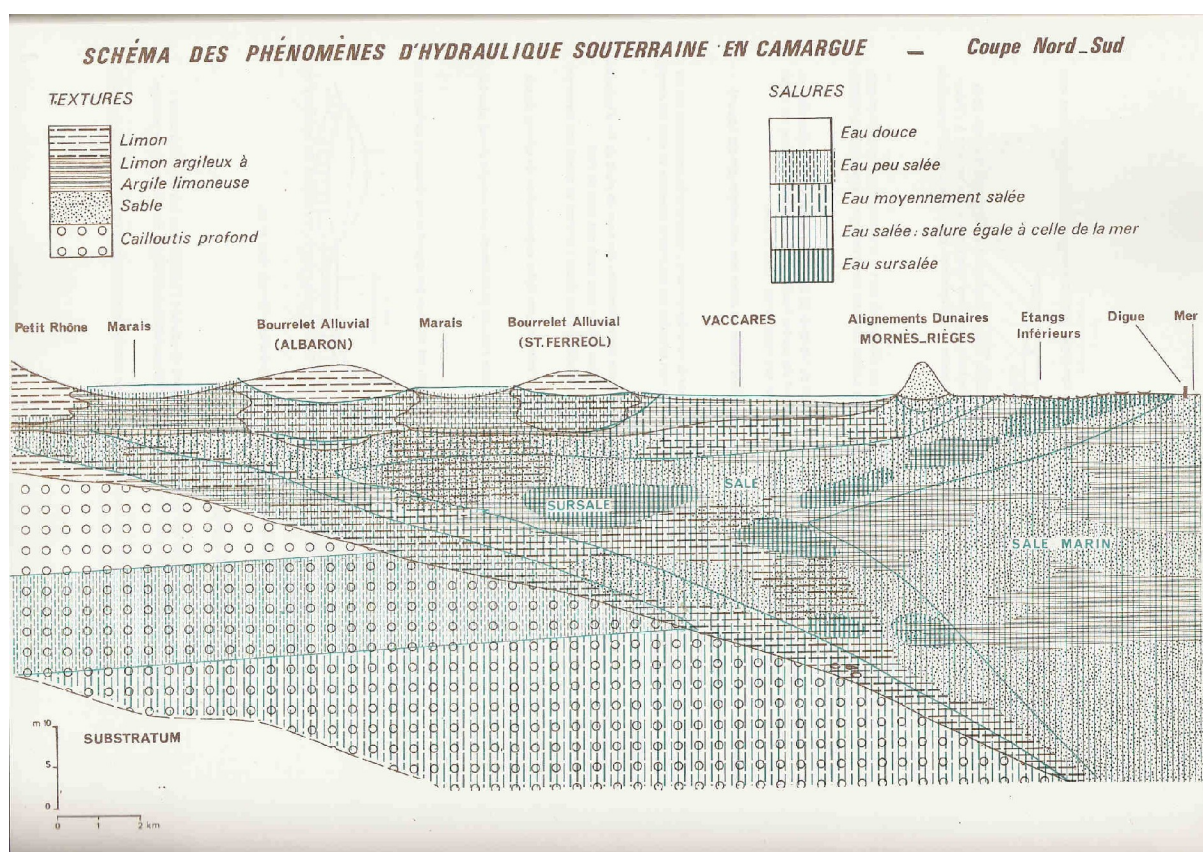 SCHÉMA DES PHÉNOMÈNES D'HYDRAULIQUE SOUTERRAINE EN CAMARGUE — Coupe Nord_Sud
TEXTURES
Limon
Limon argileux à
Argile limoneuse
Sable
Cailloutis profond
SALURES
Eau douce
Eau peu salée
Eau moyennement salée
Eau salée : salure égale à celle de la mer
Eau sursalée
Petit Rhône
Marais
Bourrelet Alluvial
(ALBARON)
Marais
Bourrelet Alluvial
(ST. FERREOL)
VACCARES
Alignements Dunaires
MORNÈS_RIÈGES
Etangs
Inférieurs
Digue
Mer
SALÉ
SURSALÉ
SALÉ MARIN
SUBSTRATUM
m 10
5
0
0 1 2 km